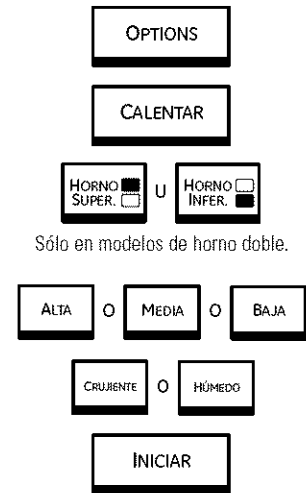 OPTIONS
CALENTAR
HORNO SUPER. U HORNO INFER.
Sólo en modelos de horno doble.
ALTA O MEDIA O BAJA
CRUJIENTE O HÚMEDO
INICIAR